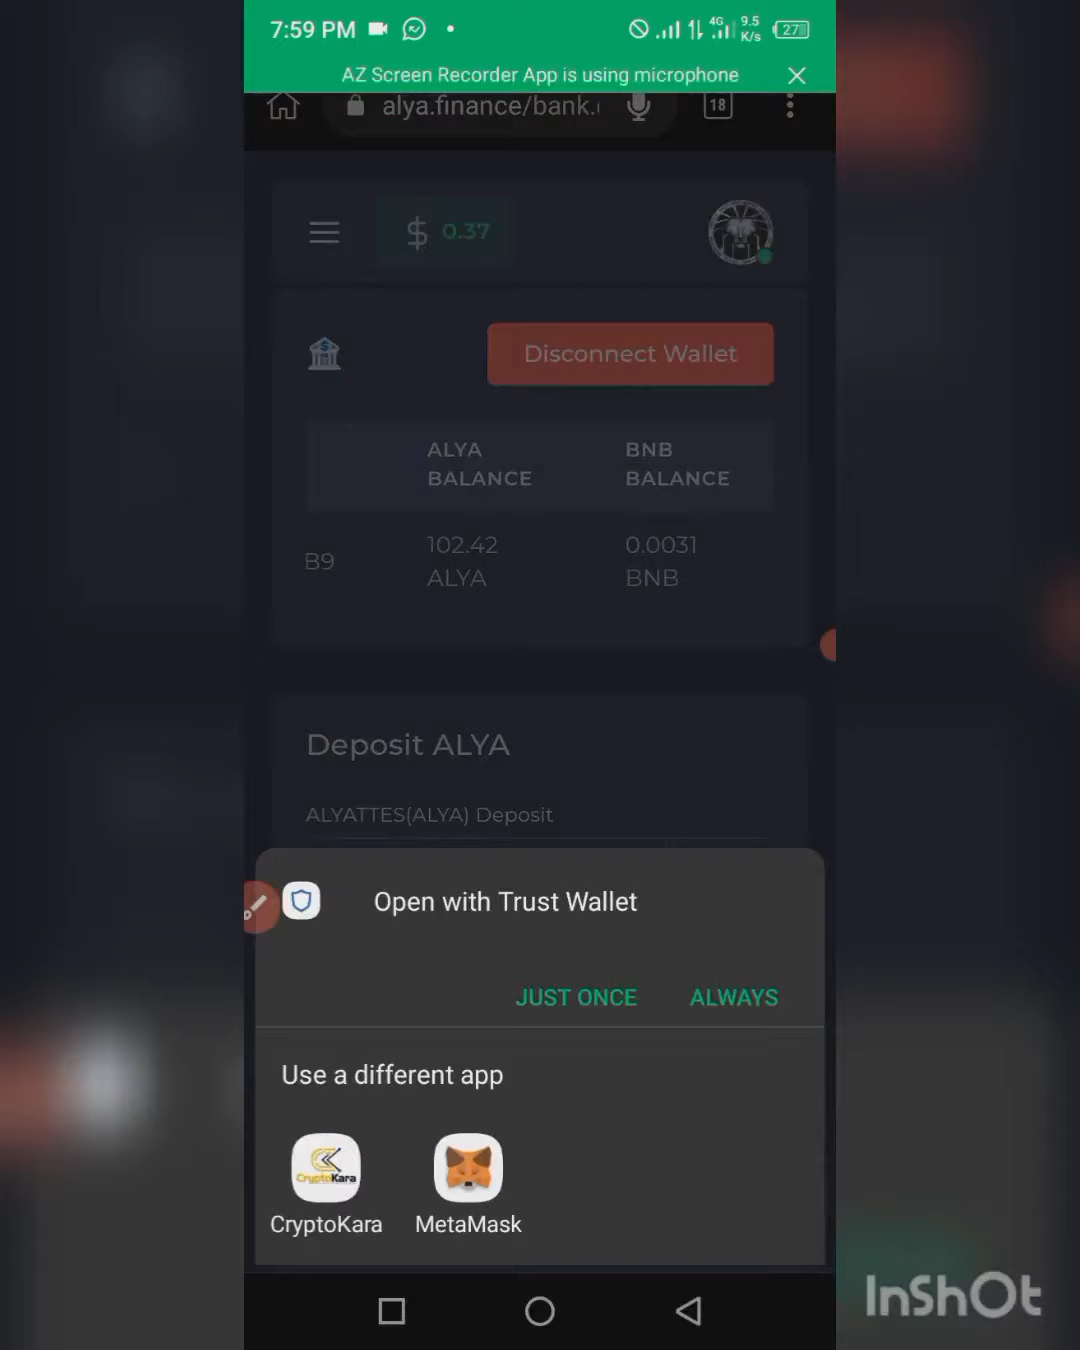 7:59 PM
4G
9.5
K/s
27
AZ Screen Recorder App is using microphone
alya.finance/bank.
18
$ 0.37
Disconnect Wallet
ALYA
BALANCE
BNB
BALANCE
B9
102.42
ALYA
0.0031
BNB
Deposit ALYA
ALYATTES(ALYA) Deposit
Open with Trust Wallet
JUST ONCE
ALWAYS
Use a different app
CryptoKara
CryptoKara
MetaMask
InShOt